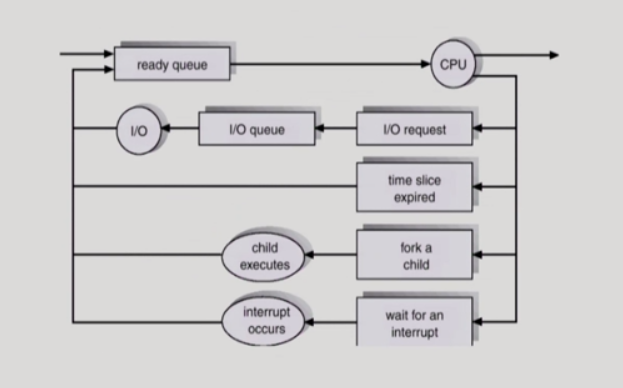 ready queue
CPU
I/O
I/O queue
I/O request
time slice
expired
child
executes
fork a
child
interrupt
occurs
wait for an
interrupt